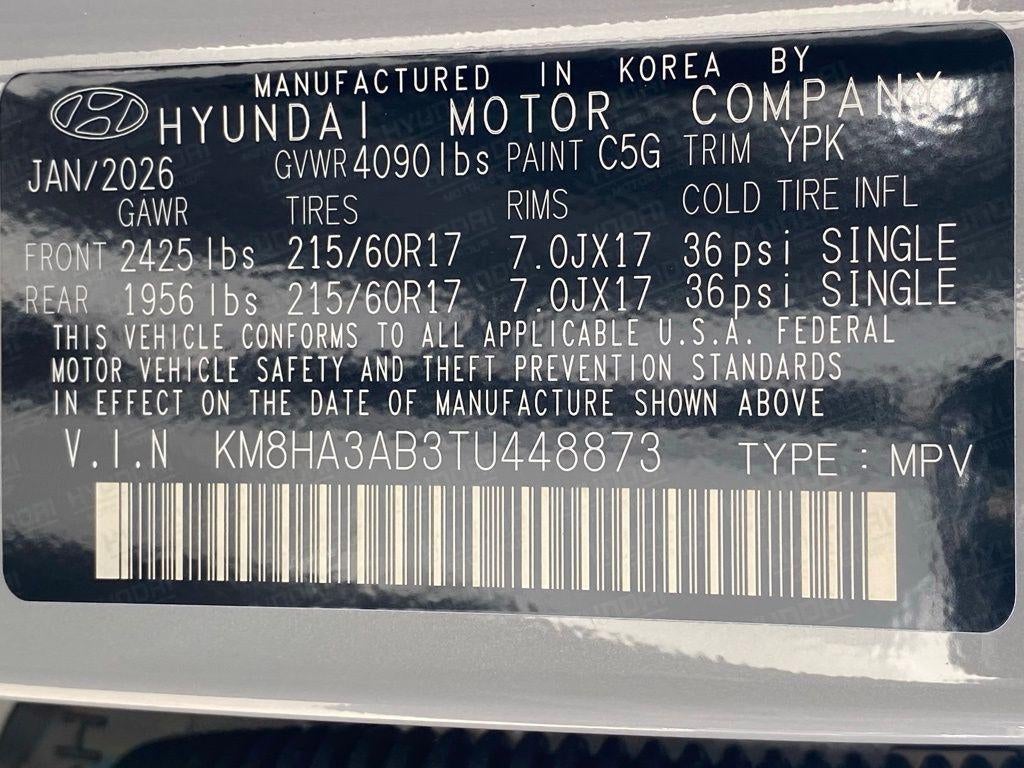 MANUFACTURED IN KOREA BY
HYUNDAI MOTOR COMPANY
JAN/2026 GVWR 4090 lbs PAINT C5G TRIM YPK
GAWR TIRES RIMS COLD TIRE INFL
FRONT 2425 lbs 215/60R17 7.0JX17 36psi SINGLE
REAR 1956 lbs 215/60R17 7.0JX17 36psi SINGLE
THIS VEHICLE CONFORMS TO ALL APPLICABLE U.S.A. FEDERAL
MOTOR VEHICLE SAFETY AND THEFT PREVENTION STANDARDS
IN EFFECT ON THE DATE OF MANUFACTURE SHOWN ABOVE
V.I.N KM8HA3AB3TU448873 TYPE : MPV